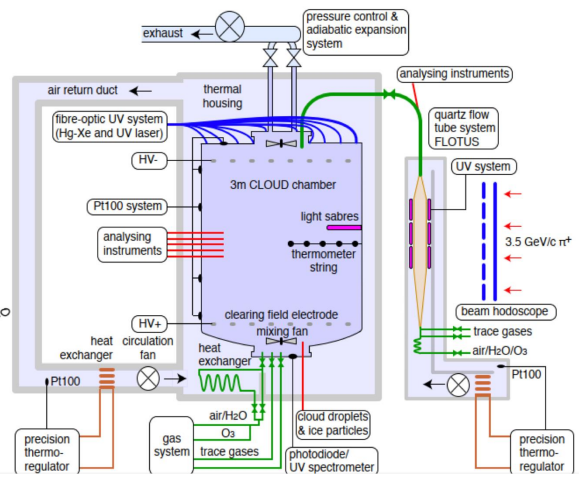 exhaust
pressure control &
adiabatic expansion
system
air return duct
thermal
housing
analysing instruments
fibre-optic UV system
(Hg-Xe and UV laser)
quartz flow
tube system
FLOTUS
HV-
UV system
3m CLOUD chamber
Pt100 system
light sabres
analysing
instruments
thermometer
string
3.5 GeV/c π+
HV+
clearing field electrode
mixing fan
beam hodoscope
trace gases
air/H2O/O3
heat
exchanger
circulation
fan
heat
exchanger
Pt100
Pt100
air/H2O
O3
trace gases
gas
system
cloud droplets
& ice particles
photodiode/
UV spectrometer
precision
thermo-
regulator
precision
thermo-
regulator